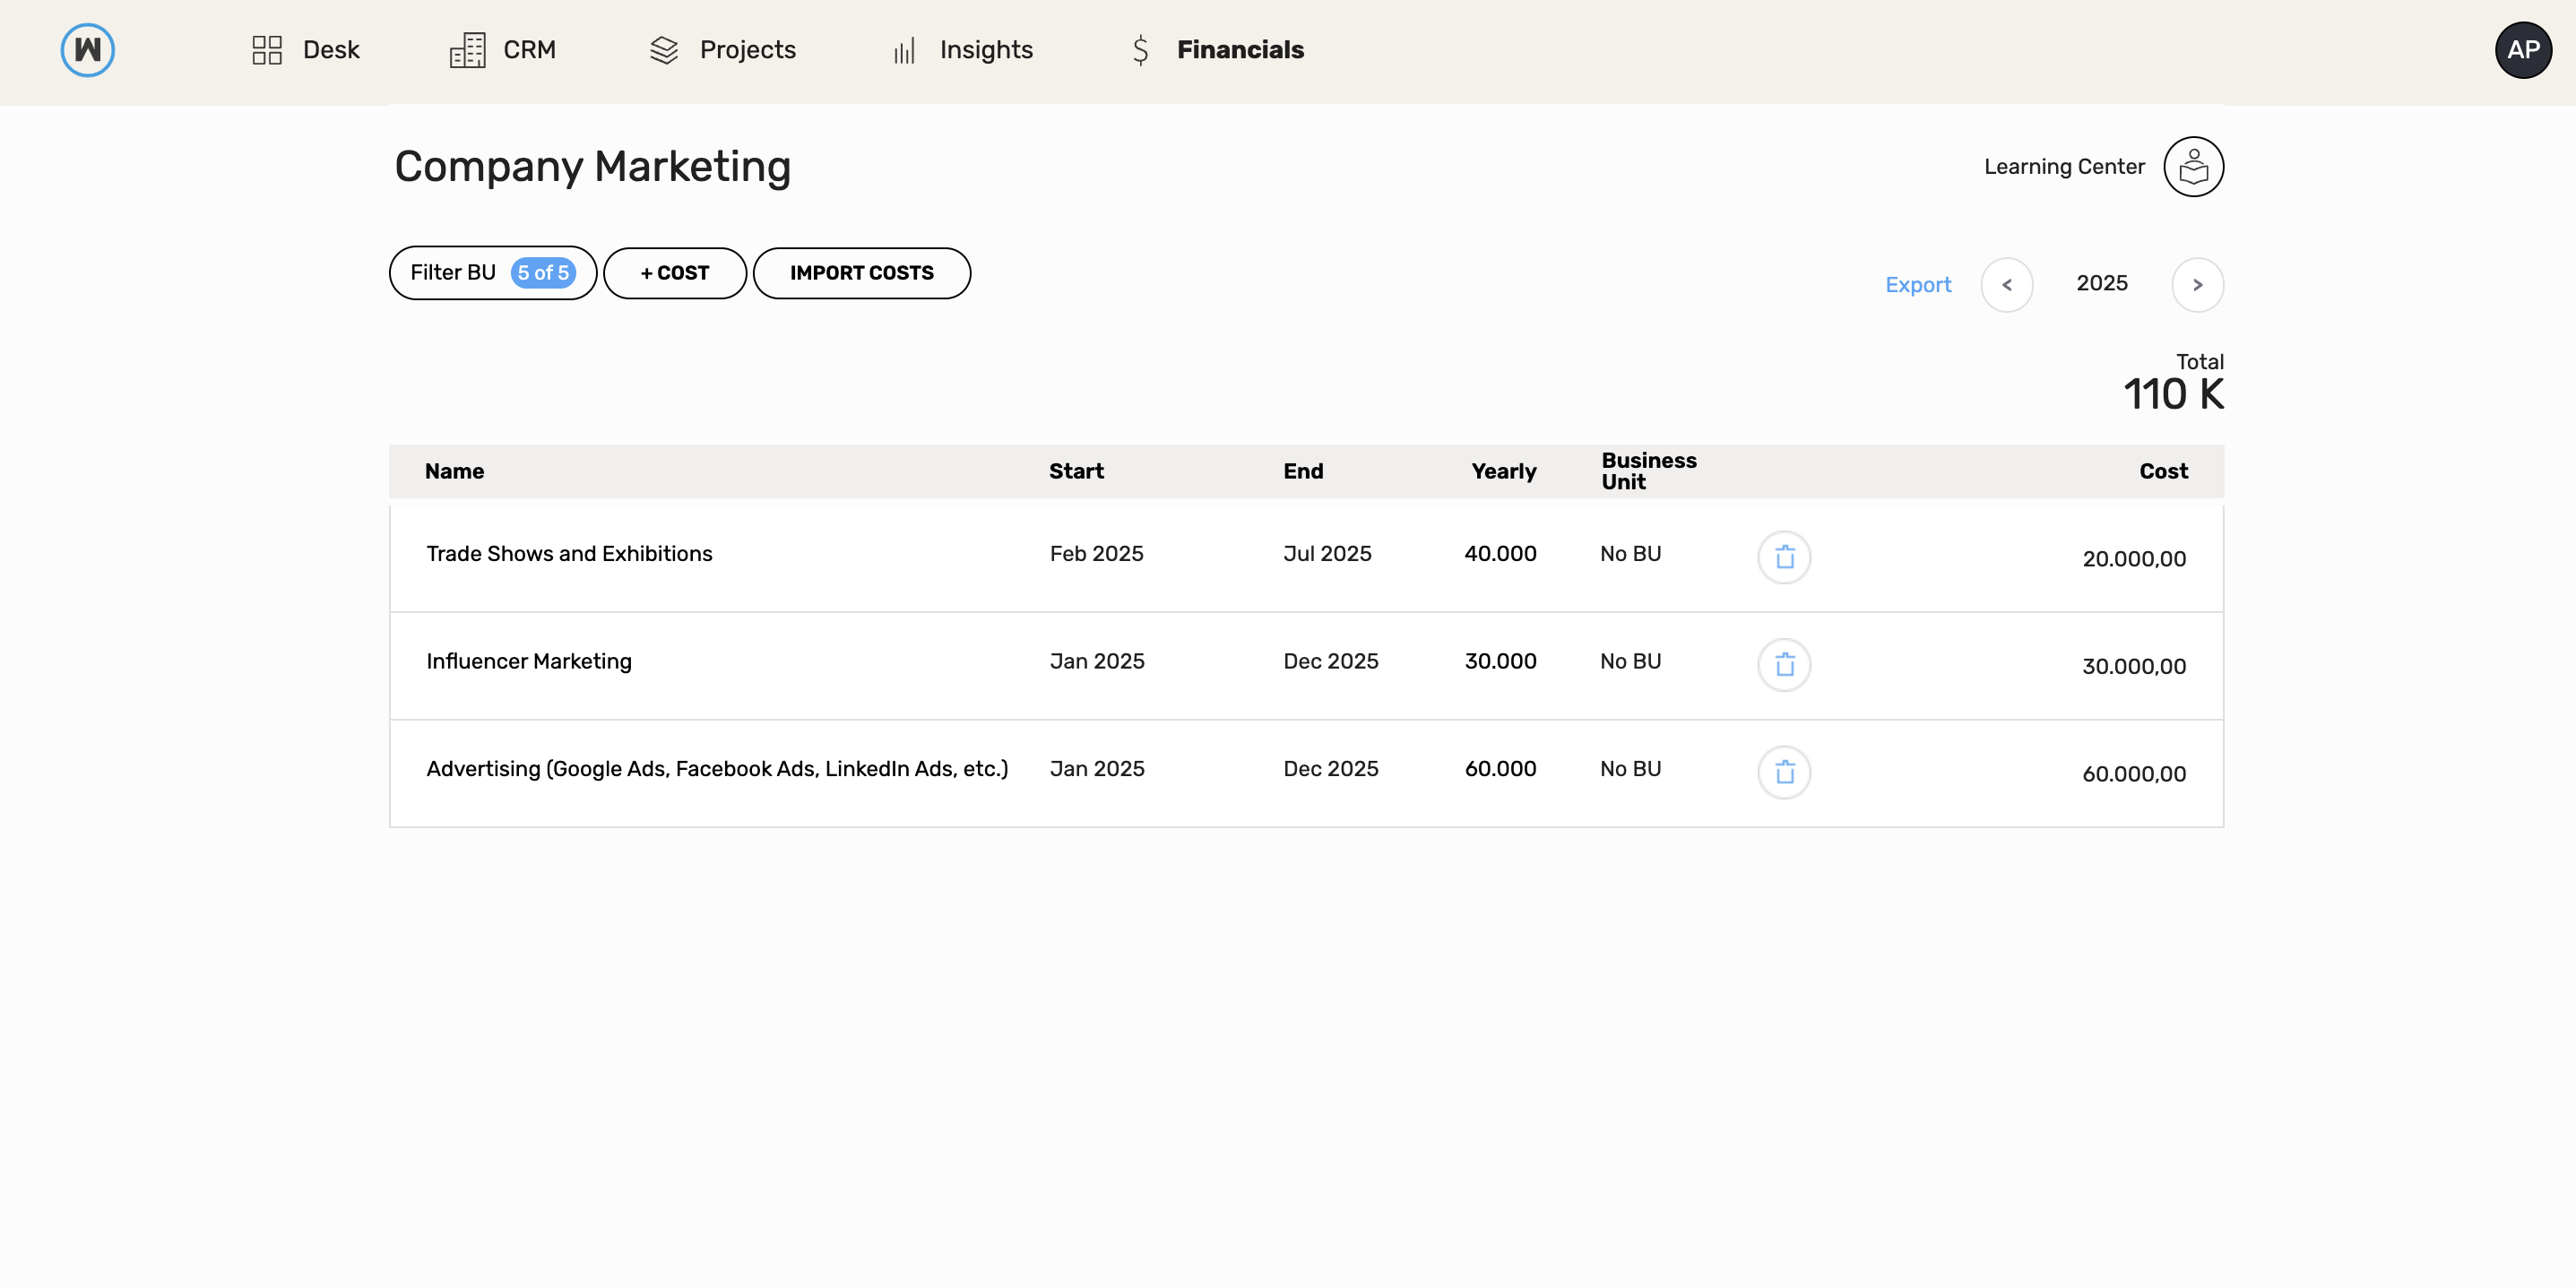 W Desk CRM Projects Insights Financials AP
Company Marketing
Learning Center
Filter BU 5 of 5 + COST IMPORT COSTS
Export < 2025 >
Total
110 K
Name Start End Yearly Business Unit Cost
Trade Shows and Exhibitions Feb 2025 Jul 2025 40.000 No BU 20.000,00
Influencer Marketing Jan 2025 Dec 2025 30.000 No BU 30.000,00
Advertising (Google Ads, Facebook Ads, LinkedIn Ads, etc.) Jan 2025 Dec 2025 60.000 No BU 60.000,00